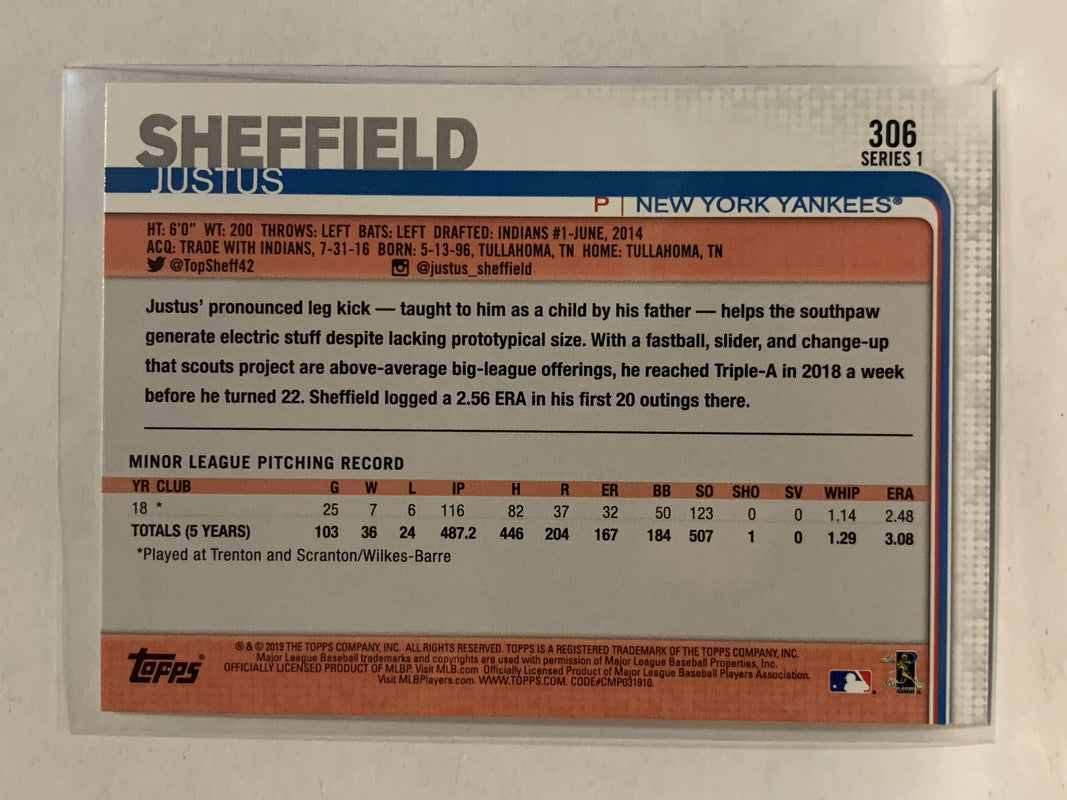 SHEFFIELD
JUSTUS
306
SERIES 1
P | NEW YORK YANKEES®
HT: 6'0" WT: 200 THROWS: LEFT BATS: LEFT DRAFTED: INDIANS #1-JUNE, 2014
ACQ: TRADE WITH INDIANS, 7-31-16 BORN: 5-13-96, TULLAHOMA, TN HOME: TULLAHOMA, TN
@TopSheff42 @justus_sheffield
Justus' pronounced leg kick — taught to him as a child by his father — helps the southpaw
generate electric stuff despite lacking prototypical size. With a fastball, slider, and change-up
that scouts project are above-average big-league offerings, he reached Triple-A in 2018 a week
before he turned 22. Sheffield logged a 2.56 ERA in his first 20 outings there.
MINOR LEAGUE PITCHING RECORD
YR CLUB G W L IP H R ER BB SO SHO SV WHIP ERA
18 * 25 7 6 116 82 37 32 50 123 0 0 1.14 2.48
TOTALS (5 YEARS) 103 36 24 487.2 446 204 167 184 507 1 0 1.29 3.08
*Played at Trenton and Scranton/Wilkes-Barre
topps®
® & © 2019 THE TOPPS COMPANY, INC. ALL RIGHTS RESERVED. TOPPS IS A REGISTERED TRADEMARK OF THE TOPPS COMPANY, INC.
Major League Baseball trademarks and copyrights are used with permission of Major League Baseball Properties, Inc.
OFFICIALLY LICENSED PRODUCT OF MLBP Visit MLB.com Officially Licensed Product of Major League Baseball Players Association.
Visit MLBPlayers.com. WWW.TOPPS.COM. CODE#CMP031910.